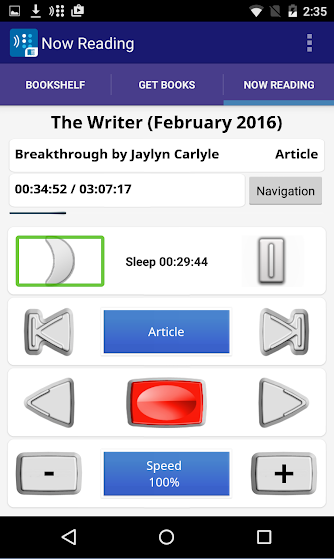 2:35
Now Reading
BOOKSHELF GET BOOKS NOW READING
The Writer (February 2016)
Breakthrough by Jaylyn Carlyle Article
00:34:52 / 03:07:17 Navigation
Sleep 00:29:44
Article
- Speed +
100%